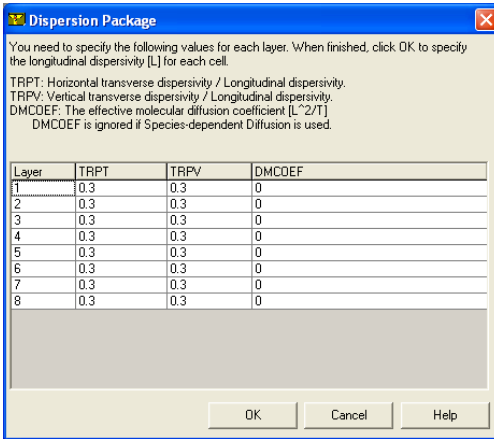 Dispersion Package
You need to specify the following values for each layer. When finished, click OK to specify
the longitudinal dispersivity [L] for each cell.
TRPT: Horizontal transverse dispersivity / Longitudinal dispersivity.
TRPV: Vertical transverse dispersivity / Longitudinal dispersivity.
DMCOEF: The effective molecular diffusion coefficient [L^2/T]
DMCOEF is ignored if Species-dependent Diffusion is used.
Layer TRPT TRPV DMCOEF
1 0.3 0.3 0
2 0.3 0.3 0
3 0.3 0.3 0
4 0.3 0.3 0
5 0.3 0.3 0
6 0.3 0.3 0
7 0.3 0.3 0
8 0.3 0.3 0
OK Cancel Help